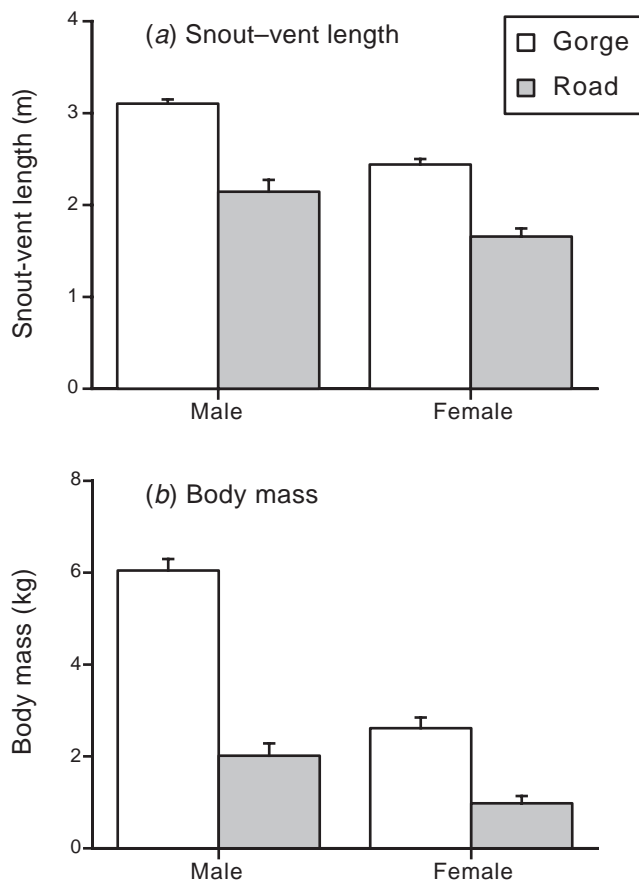 (a) Snout–vent length
Gorge
Road
Snout-vent length (m)
4
3
2
1
0
Male
Female
(b) Body mass
Body mass (kg)
8
6
4
2
0
Male
Female